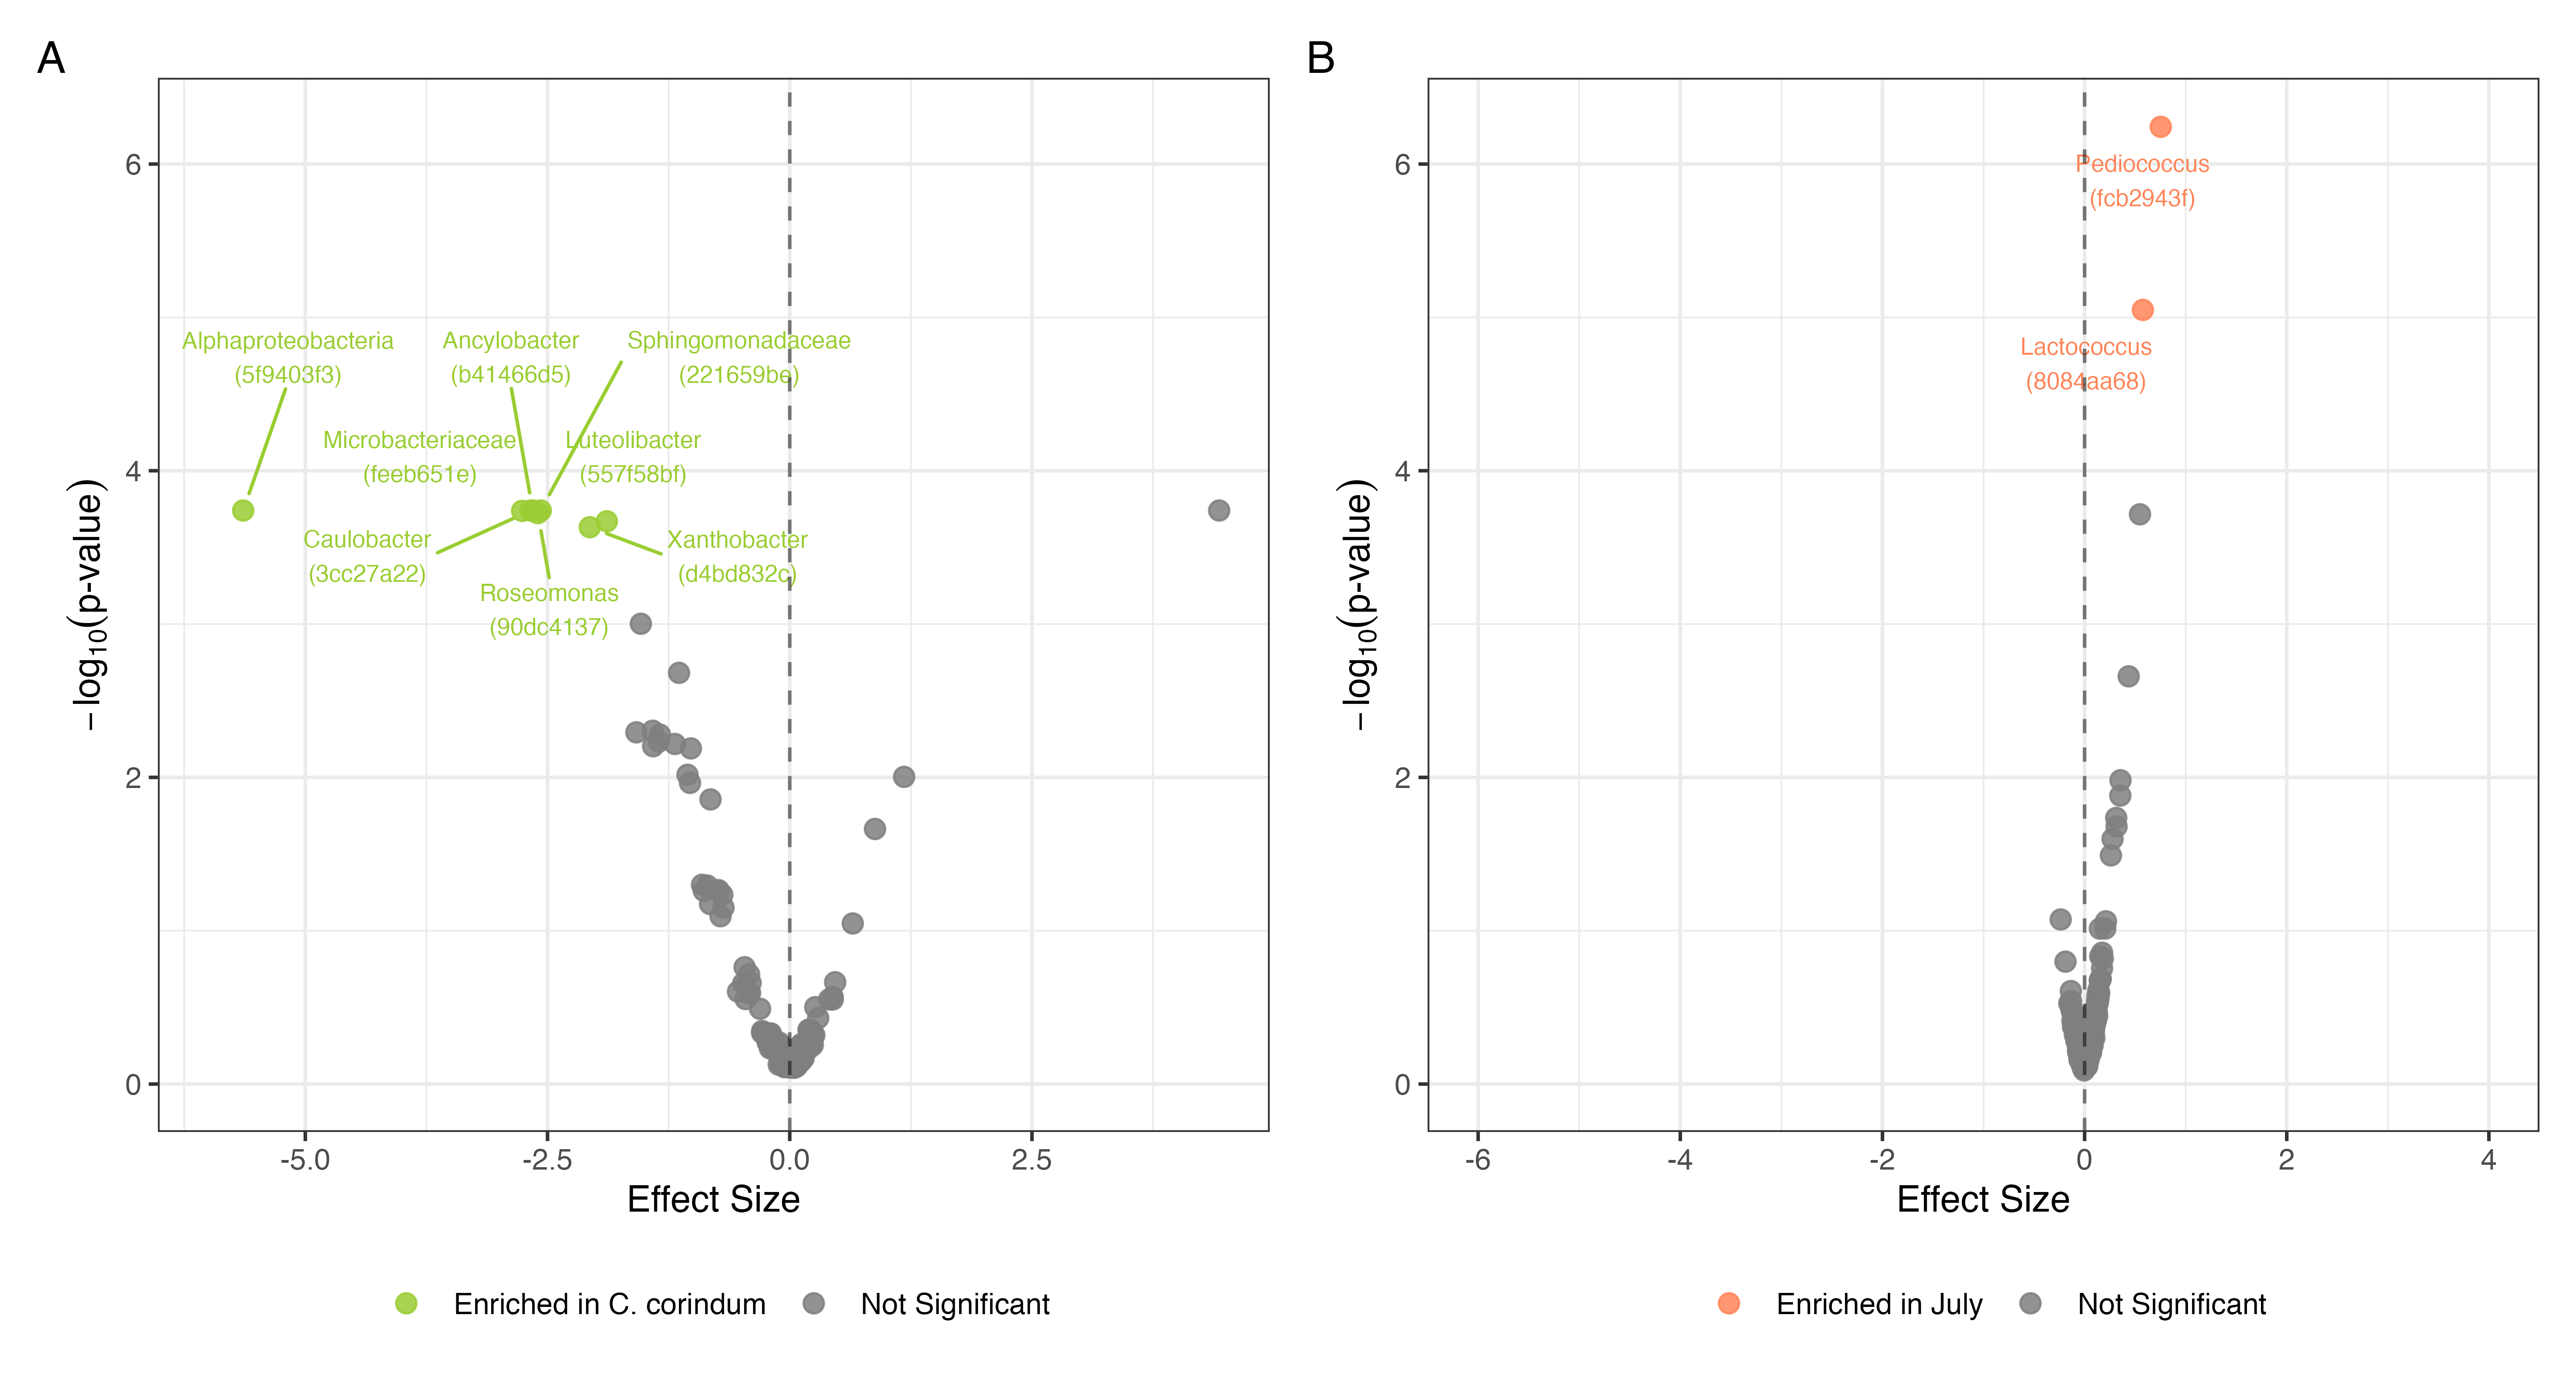 A
− log10(p-value)
6
4
2
0
Alphaproteobacteria
(5f9403f3)
Ancylobacter
(b41466d5)
Sphingomonadaceae
(221659be)
Microbacteriaceae
(feeb651e)
Luteolibacter
(557f58bf)
Caulobacter
(3cc27a22)
Xanthobacter
(d4bd832c)
Roseomonas
(90dc4137)
-5.0 -2.5 0.0 2.5
Effect Size
Enriched in C. corindum Not Significant
B
− log10(p-value)
6
4
2
0
Pediococcus
(fcb2943f)
Lactococcus
(8084aa68)
-6 -4 -2 0 2 4
Effect Size
Enriched in July Not Significant